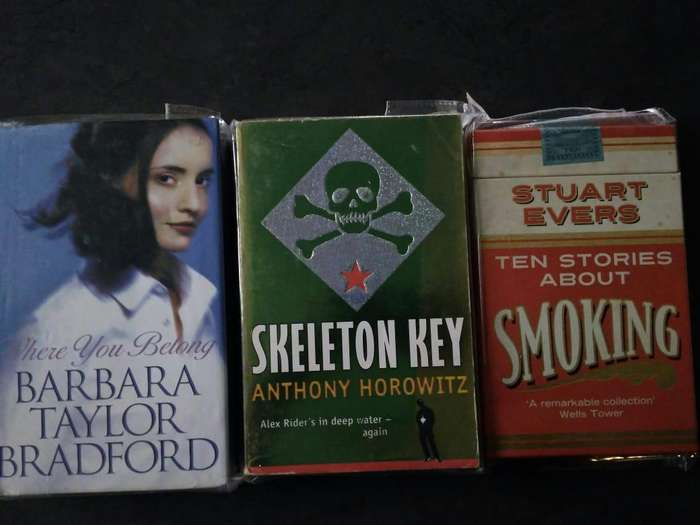 Where You Belong
BARBARA
TAYLOR
BRADFORD
SKELETON KEY
ANTHONY HOROWITZ
Alex Rider's in deep water –
again
STUART
EVERS
TEN STORIES
ABOUT
SMOKING
'A remarkable collection'
Wells Tower